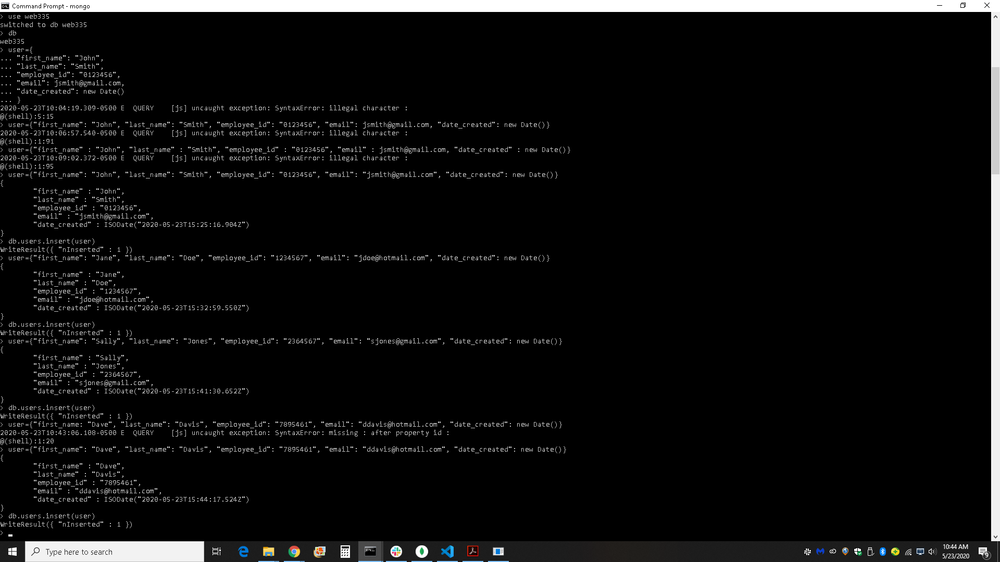 Command Prompt - mongo
> use web335
switched to db web335
> db
web335
> user={
... "first_name": "John",
... "last_name": "Smith",
... "employee_id": "0123456",
... "email": jsmith@gmail.com,
... "date_created": new Date()
... }
2020-05-23T10:04:19.309-0500 E  QUERY    [js] uncaught exception: SyntaxError: illegal character :
@(shell):5:15
> user={"first_name": "John", "last_name": "Smith", "employee_id": "0123456", "email": jsmith@gmail.com, "date_created": new Date()}
2020-05-23T10:06:57.540-0500 E  QUERY    [js] uncaught exception: SyntaxError: illegal character :
@(shell):1:91
> user={"first_name" : "John", "last_name" : "Smith", "employee_id" : "0123456", "email" : jsmith@gmail.com, "date_created" : new Date()}
2020-05-23T10:09:02.372-0500 E  QUERY    [js] uncaught exception: SyntaxError: illegal character :
@(shell):1:95
> user={"first_name": "John", "last_name": "Smith", "employee_id": "0123456", "email": "jsmith@gmail.com", "date_created": new Date()}
{
        "first_name" : "John",
        "last_name" : "Smith",
        "employee_id" : "0123456",
        "email" : "jsmith@gmail.com",
        "date_created" : ISODate("2020-05-23T15:25:16.904Z")
}
> db.users.insert(user)
WriteResult({ "nInserted" : 1 })
> user={"first_name": "Jane", "last_name": "Doe", "employee_id": "1234567", "email": "jdoe@hotmail.com", "date_created": new Date()}
{
        "first_name" : "Jane",
        "last_name" : "Doe",
        "employee_id" : "1234567",
        "email" : "jdoe@hotmail.com",
        "date_created" : ISODate("2020-05-23T15:32:59.550Z")
}
> db.users.insert(user)
WriteResult({ "nInserted" : 1 })
> user={"first_name": "Sally", "last_name": "Jones", "employee_id": "2364567", "email": "sjones@gmail.com", "date_created": new Date()}
{
        "first_name" : "Sally",
        "last_name" : "Jones",
        "employee_id" : "2364567",
        "email" : "sjones@gmail.com",
        "date_created" : ISODate("2020-05-23T15:41:30.652Z")
}
> db.users.insert(user)
WriteResult({ "nInserted" : 1 })
> user={"first_name: "Dave", "last_name": "Davis", "employee_id": "7895461", "email": "ddavis@hotmail.com", "date_created": new Date()}
2020-05-23T10:43:06.108-0500 E  QUERY    [js] uncaught exception: SyntaxError: missing : after property id :
@(shell):1:20
> user={"first_name": "Dave", "last_name": "Davis", "employee_id": "7895461", "email": "ddavis@hotmail.com", "date_created": new Date()}
{
        "first_name" : "Dave",
        "last_name" : "Davis",
        "employee_id" : "7895461",
        "email" : "ddavis@hotmail.com",
        "date_created" : ISODate("2020-05-23T15:44:17.524Z")
}
> db.users.insert(user)
WriteResult({ "nInserted" : 1 })
>
Type here to search
10:44 AM
5/23/2020
9